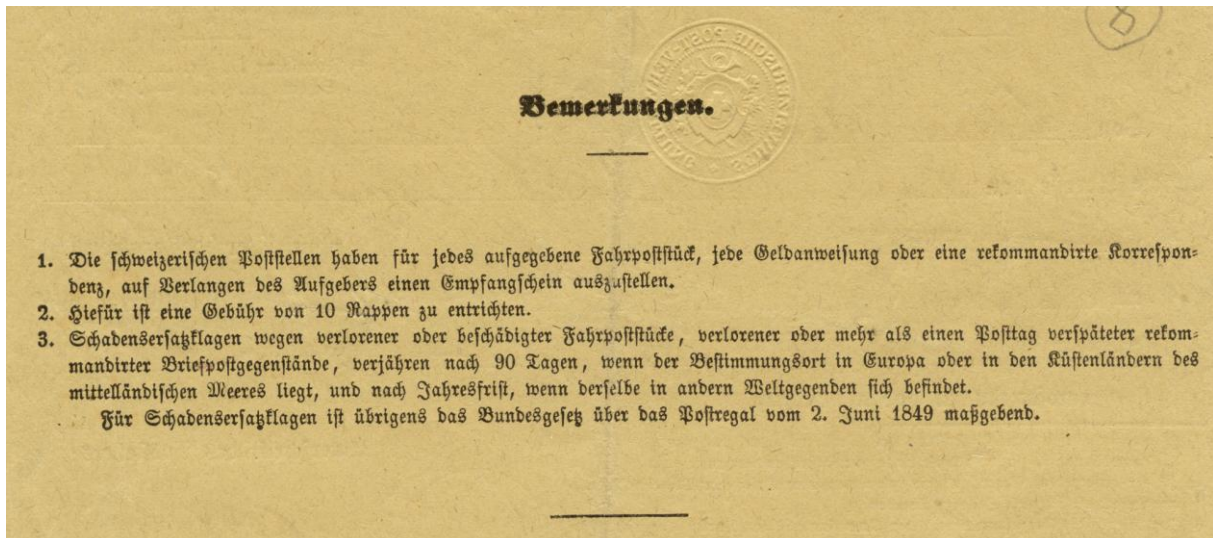 8
Bemerkungen.
1. Die schweizerischen Poststellen haben für jedes aufgegebene Fahrpoststück, jede Geldanweisung oder eine rekommandirte Korrespon-
denz, auf Verlangen des Aufgebers einen Empfangschein auszustellen.
2. Hiefür ist eine Gebühr von 10 Rappen zu entrichten.
3. Schadensersatzklagen wegen verlorener oder beschädigter Fahrpoststücke, verlorener oder mehr als einen Posttag verspäteter rekom-
mandirter Briefpostgegenstände, verjähren nach 90 Tagen, wenn der Bestimmungsort in Europa oder in den Küstenländern des
mittelländischen Meeres liegt, und nach Jahresfrist, wenn derselbe in andern Weltgegenden sich befindet.
Für Schadensersatzklagen ist übrigens das Bundesgesetz über das Postregal vom 2. Juni 1849 maßgebend.